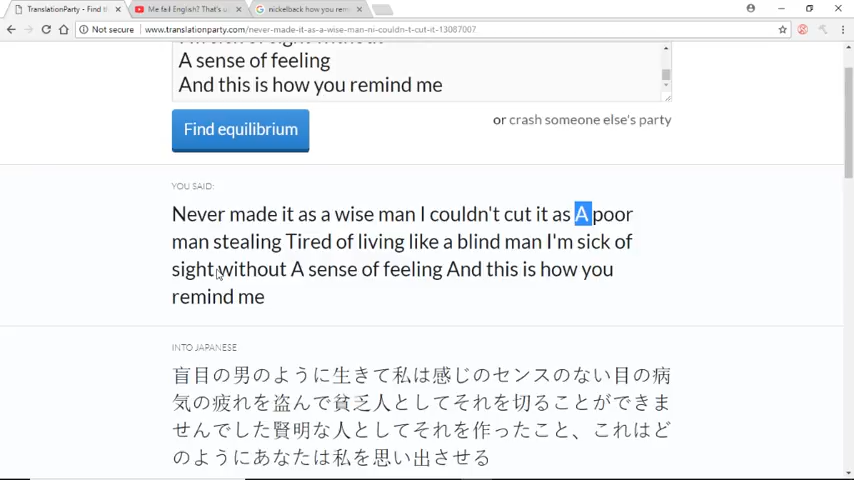 TranslationParty - Find th
Me fail English? That's u
nickelback how you rem
Not secure
www.translationparty.com/never-made-it-as-a-wise-man-ni-couldn-t-cut-it-13087007
A sense of feeling
And this is how you remind me
Find equilibrium
or crash someone else's party
YOU SAID:
Never made it as a wise man I couldn't cut it as A poor
man stealing Tired of living like a blind man I'm sick of
sight without A sense of feeling And this is how you
remind me
INTO JAPANESE
盲目の男のように生きて私は感じのセンスのない目の病
気の疲れを盗んで貧乏人としてそれを切ることができま
せんでした賢明な人としてそれを作ったこと、これはど
のようにあなたは私を思い出させる